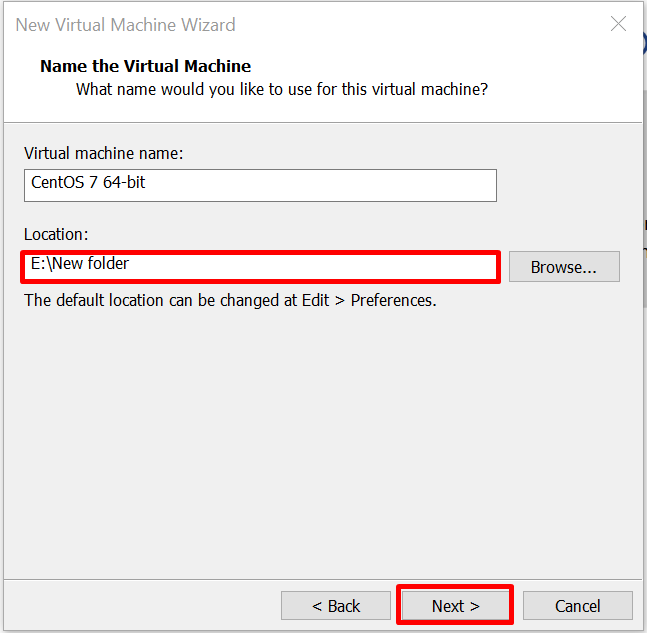 New Virtual Machine Wizard
Name the Virtual Machine
What name would you like to use for this virtual machine?
Virtual machine name:
CentOS 7 64-bit
Location:
E:\New folder
Browse...
The default location can be changed at Edit > Preferences.
< Back
Next >
Cancel